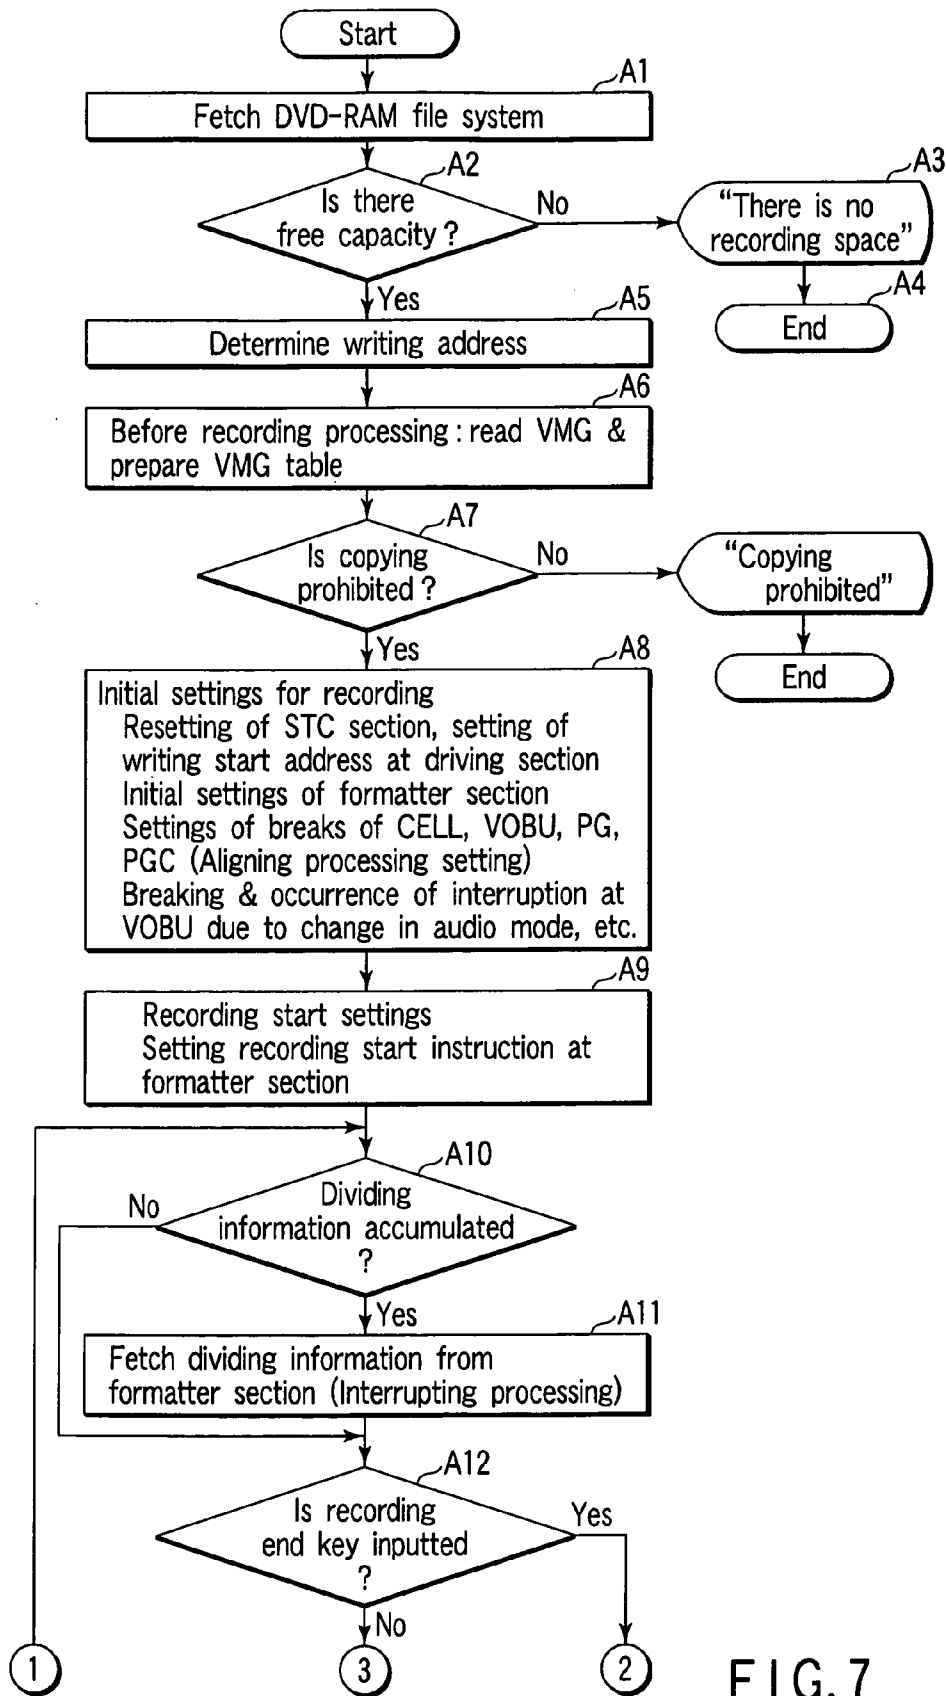 Start
A1
Fetch DVD-RAM file system
A2
Is there
free capacity ?
No
A3
“There is no
recording space”
A4
End
Yes
A5
Determine writing address
A6
Before recording processing : read VMG &
prepare VMG table
A7
Is copying
prohibited ?
No
“Copying
prohibited”
End
Yes
A8
Initial settings for recording
Resetting of STC section, setting of
writing start address at driving section
Initial settings of formatter section
Settings of breaks of CELL, VOBU, PG,
PGC (Aligning processing setting)
Breaking & occurrence of interruption at
VOBU due to change in audio mode, etc.
A9
Recording start settings
Setting recording start instruction at
formatter section
A10
Dividing
information accumulated
?
No
Yes
A11
Fetch dividing information from
formatter section (Interrupting processing)
A12
Is recording
end key inputted
?
Yes
No
1
3
2
FIG. 7